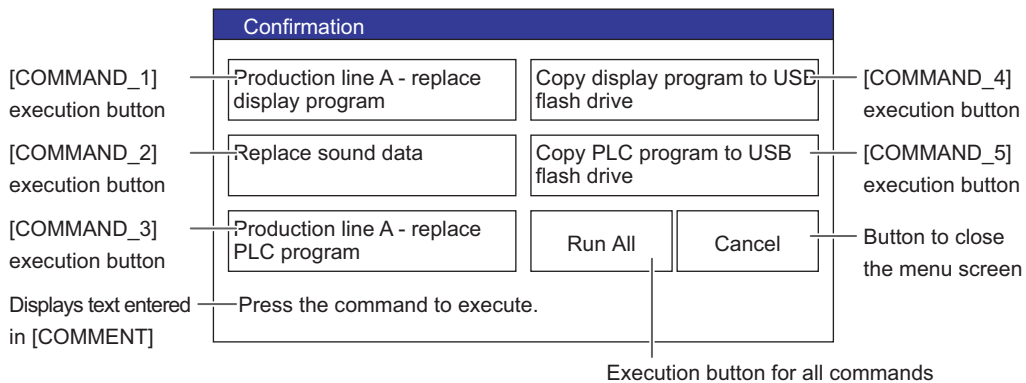 Confirmation
[COMMAND_1]
execution button
Production line A - replace
display program
Copy display program to USB
flash drive
[COMMAND_4]
execution button
[COMMAND_2]
execution button
Replace sound data
Copy PLC program to USB
flash drive
[COMMAND_5]
execution button
[COMMAND_3]
execution button
Production line A - replace
PLC program
Run All
Cancel
Button to close
the menu screen
Displays text entered
in [COMMENT]
Press the command to execute.
Execution button for all commands